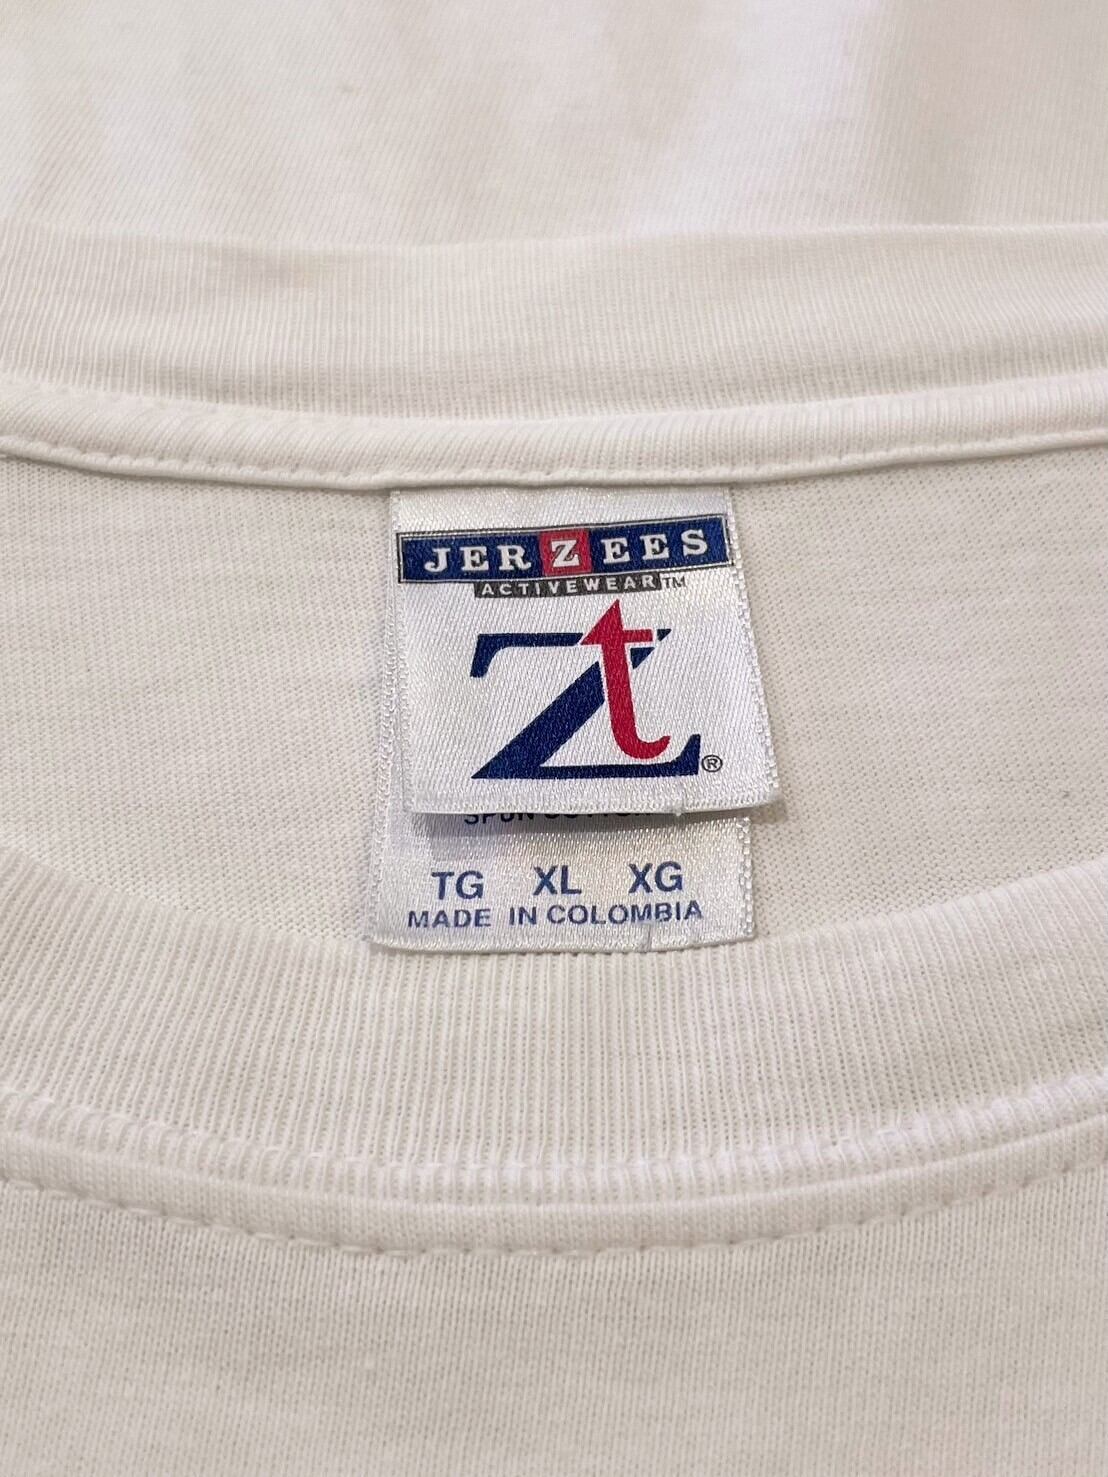 JERZEES
ACTIVEWEAR™
Zt®
TG XL XG
MADE IN COLOMBIA